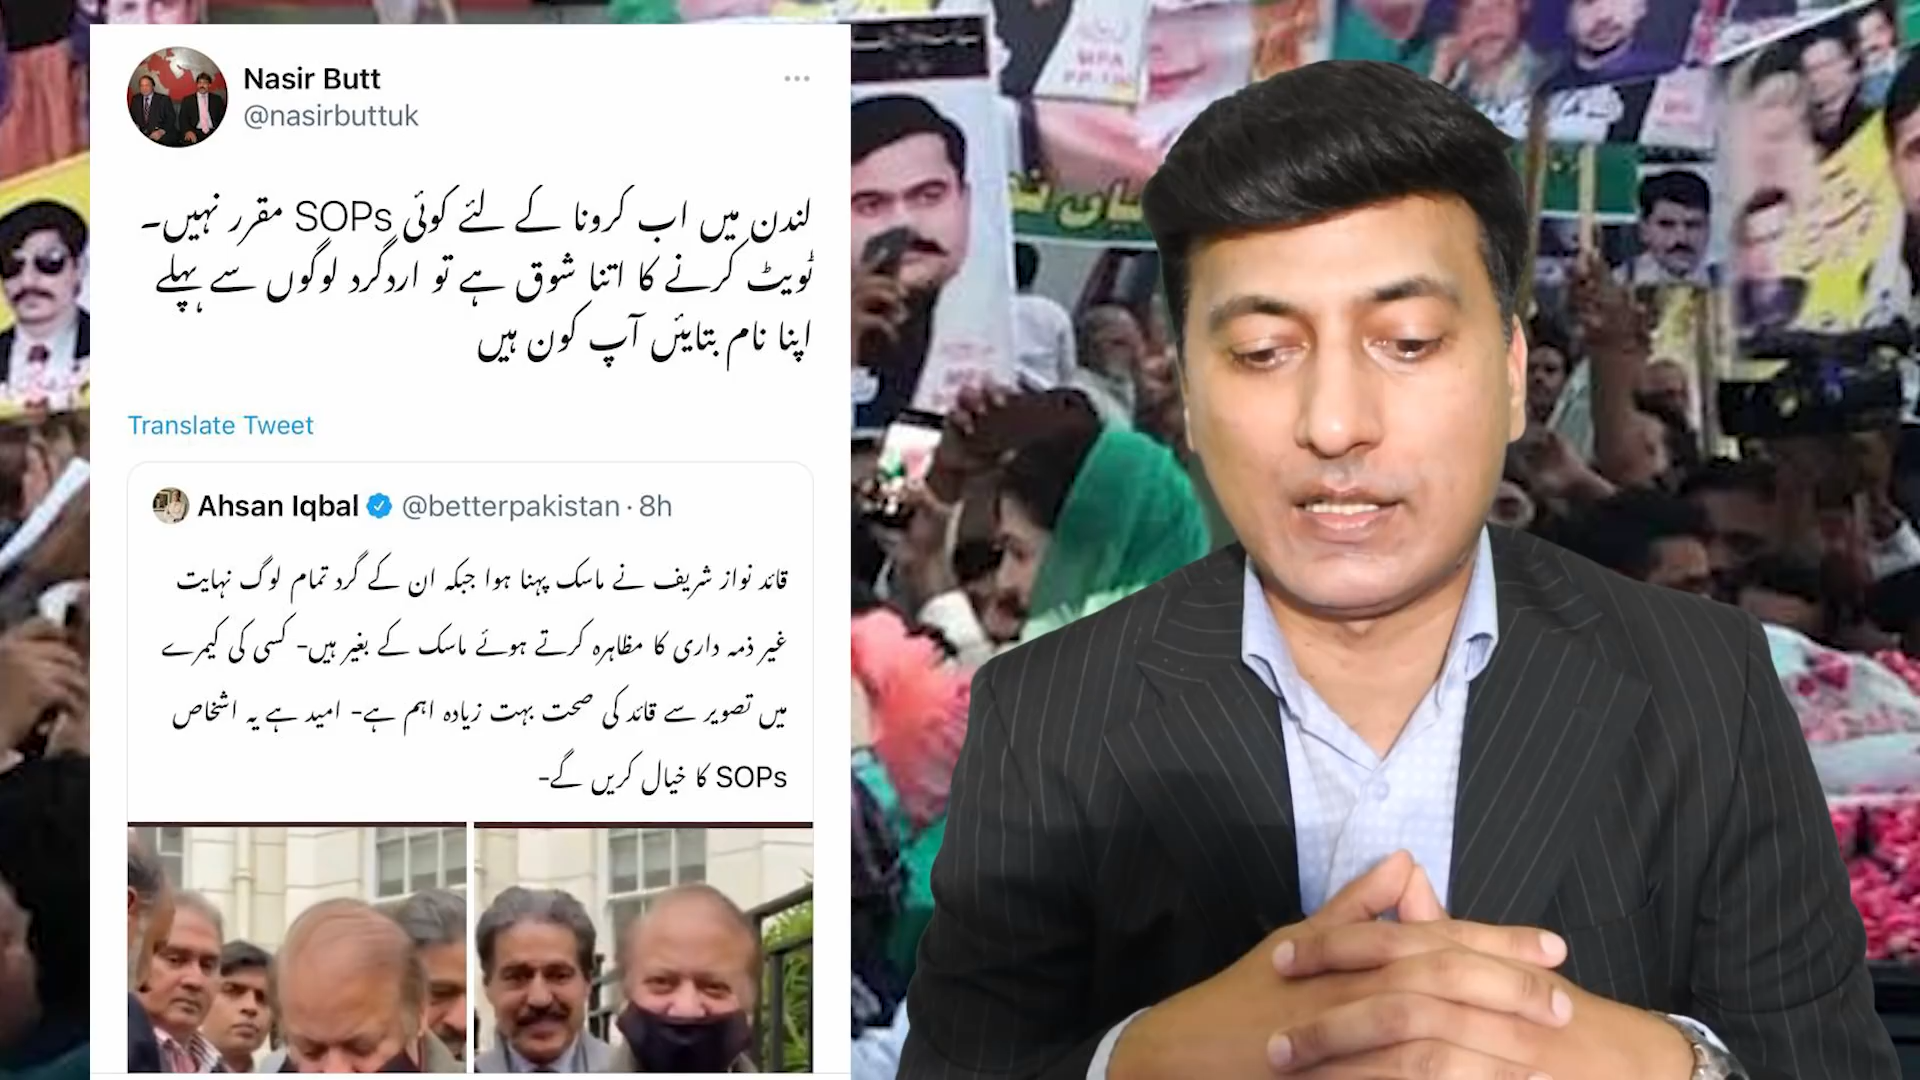 Nasir Butt
@nasirbuttuk
لندن میں اب کرونا کے لئے کوئی SOPs مقرر نہیں۔
ٹویٹ کرنے کا اتنا شوق ہے تو اردگرد لوگوں سے پہلے
اپنا نام بتایئں آپ کون ہیں
Translate Tweet
Ahsan Iqbal @betterpakistan · 8h
قائد نواز شریف نے ماسک پہنا ہوا جبکہ ان کے گرد تمام لوگ نہایت
غیر ذمہ داری کا مظاہرہ کرتے ہوئے ماسک کے بغیر ہیں- کسی کی کیمرے
میں تصویر سے قائد کی صحت بہت زیادہ اہم ہے- امید ہے یہ اشخاص
SOPs کا خیال کریں گے-
MPA